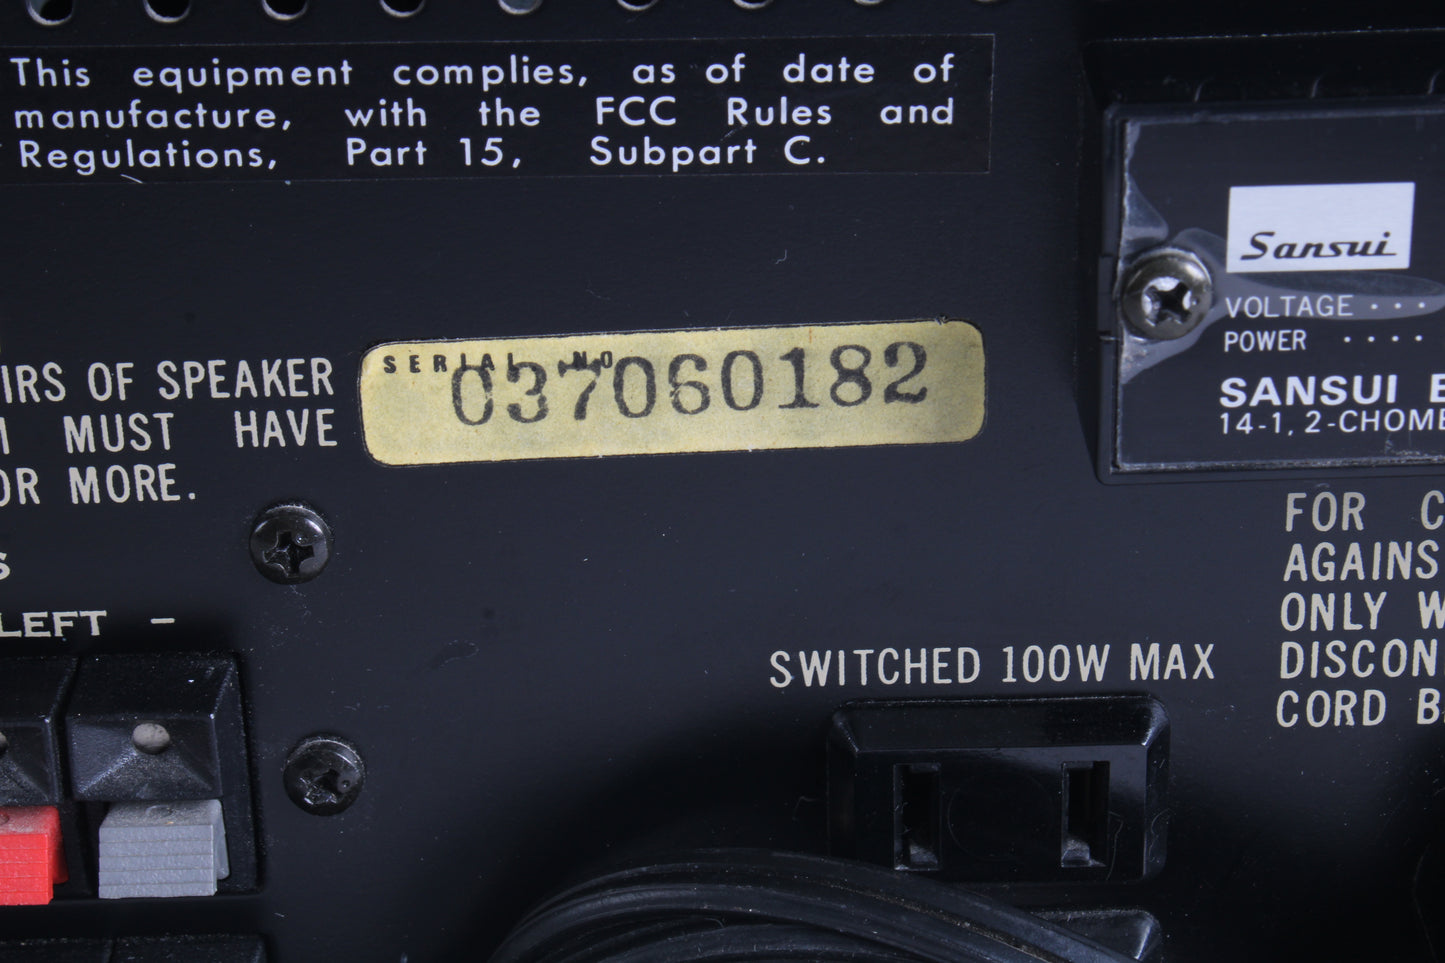 This equipment complies, as of date of
manufacture, with the FCC Rules and
Regulations, Part 15, Subpart C.
Sansui
VOLTAGE ....
POWER ....
SANSUI E
14-1, 2-CHOME
SERIAL NO
037060182
IRS OF SPEAKER
MUST HAVE
OR MORE.
S
LEFT –
FOR C
AGAINS
ONLY W
DISCON
CORD B
SWITCHED 100W MAX